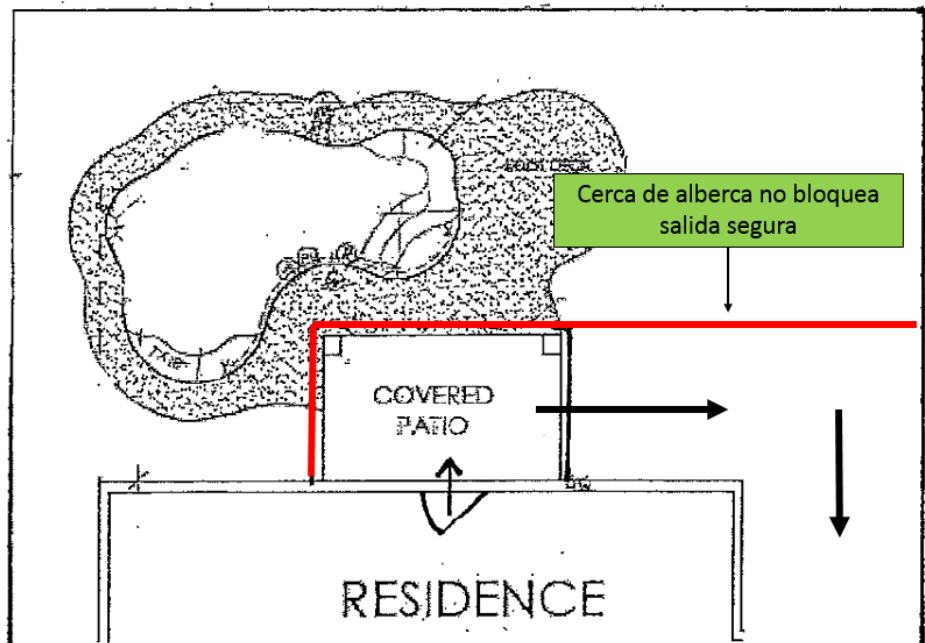 Cerca de alberca no bloquea
salida segura
COVERED
PATIO
RESIDENCE